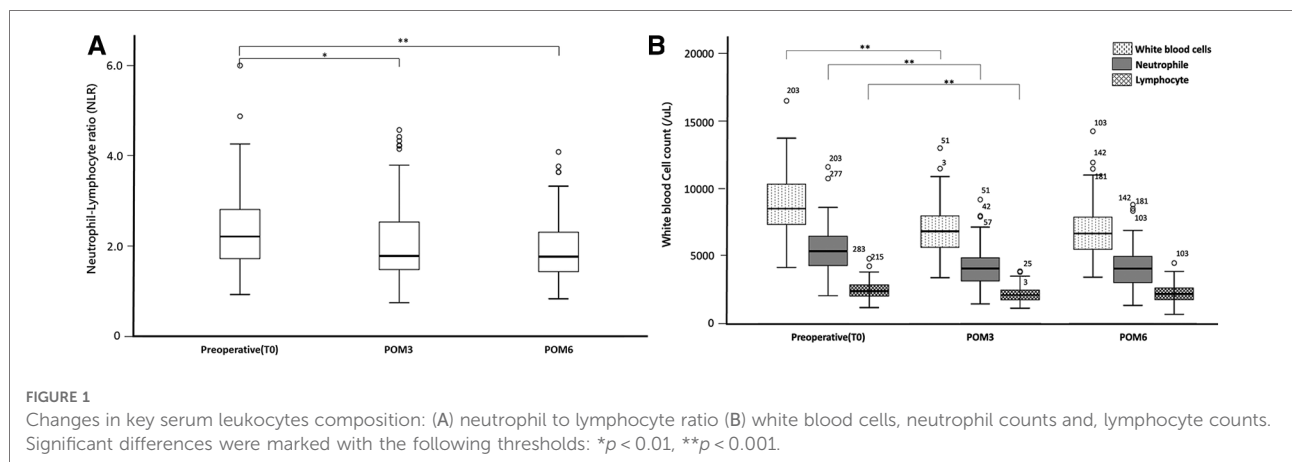 A
Neutrophil-Lymphocyte ratio (NLR)
6.0
4.0
2.0
0
**
*
Preoperative(T0)
POM3
POM6
B
White blood Cell count (/uL)
20000
15000
10000
5000
0
**
**
**
White blood cells
Neutrophile
Lymphocyte
203
203
277
283
215
51
3
51
42
57
25
3
103
142
181
142
181
103
103
Preoperative(T0)
POM3
POM6
FIGURE 1
Changes in key serum leukocytes composition: (A) neutrophil to lymphocyte ratio (B) white blood cells, neutrophil counts and, lymphocyte counts.
Significant differences were marked with the following thresholds: *p < 0.01, **p < 0.001.